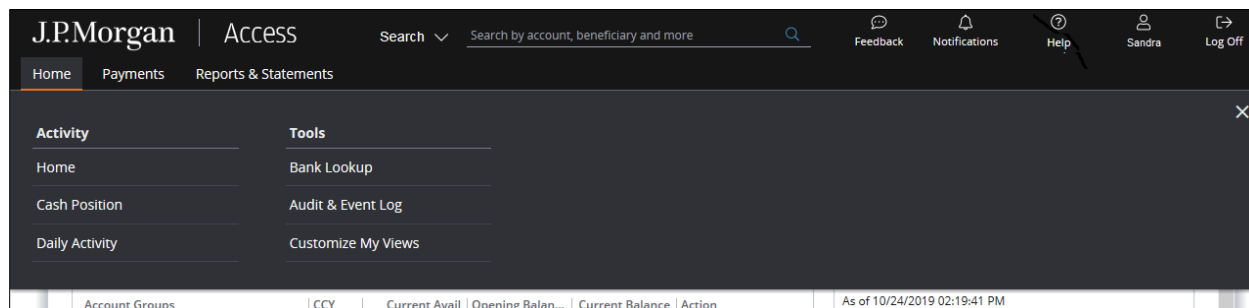 J.P.Morgan | Access Search Search by account, beneficiary and more Feedback Notifications Help Sandra Log Off
Home Payments Reports & Statements
Activity Tools
Home Bank Lookup
Cash Position Audit & Event Log
Daily Activity Customize My Views
As of 10/24/2019 02:19:41 PM
Account Groups CCY Current Avail Opening Balan... Current Balance Action